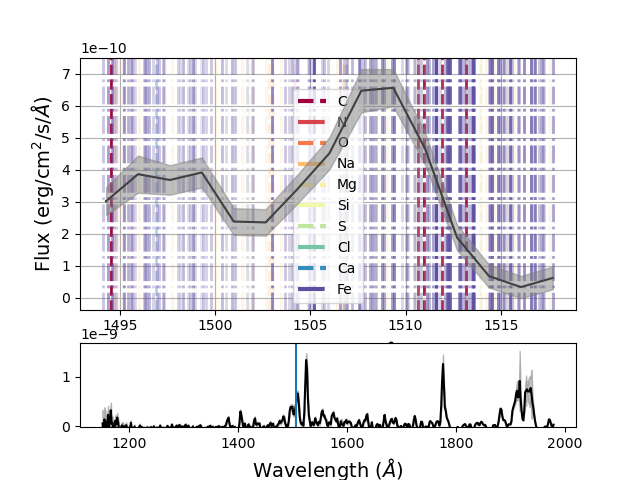 1e−10
7
6
5
4
3
2
1
0
Flux (erg/cm²/s/Å)
C
N
O
Na
Mg
Si
S
Cl
Ca
Fe
1495 1500 1505 1510 1515
1e−9
1
0
1200 1400 1600 1800 2000
Wavelength (Å)